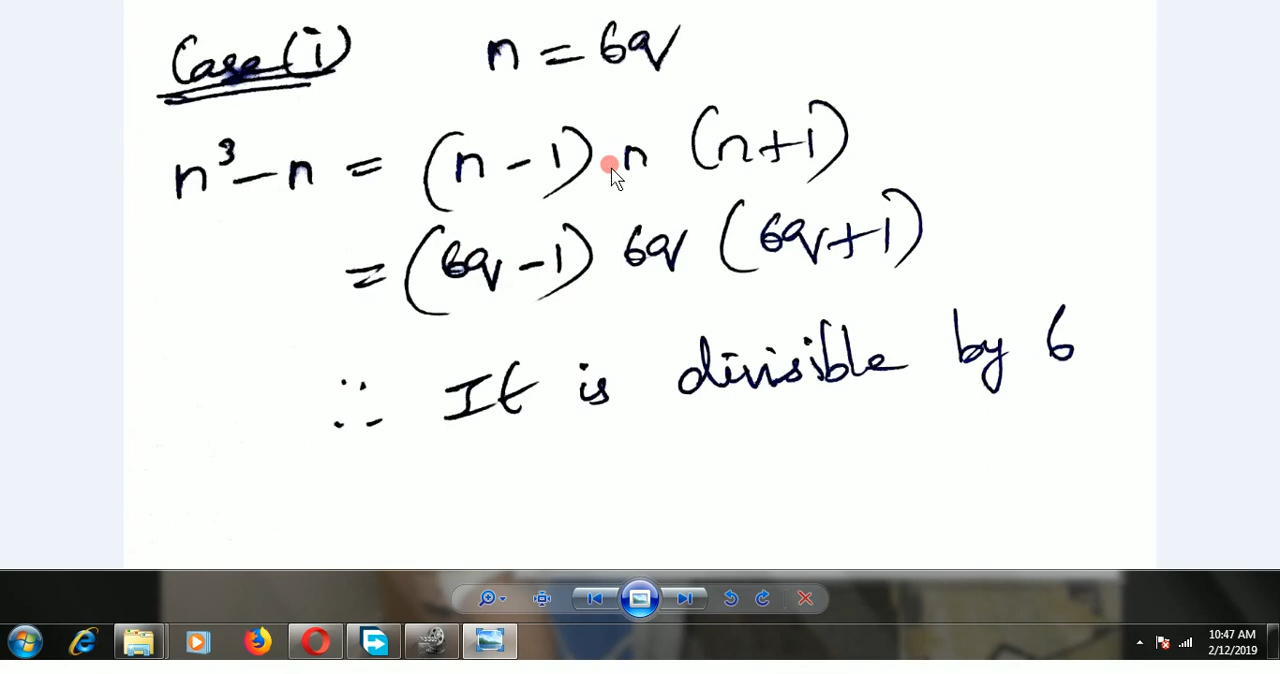 Case(i) n = 6q
n³-n = (n-1).n (n+1)
= (6q-1) 6q (6q+1)
∴ It is divisible by 6
10:47 AM
2/12/2019